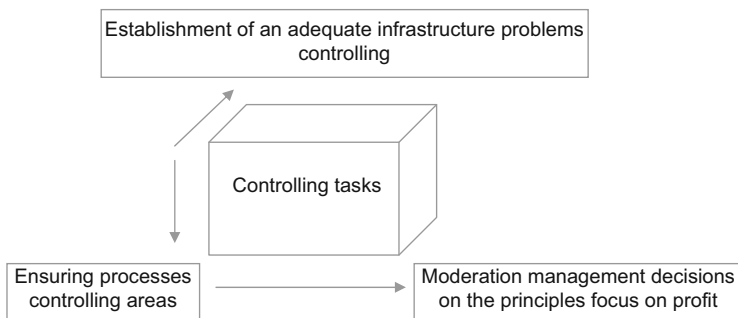 Establishment of an adequate infrastructure problems
controlling
Controlling tasks
Ensuring processes
controlling areas
Moderation management decisions
on the principles focus on profit